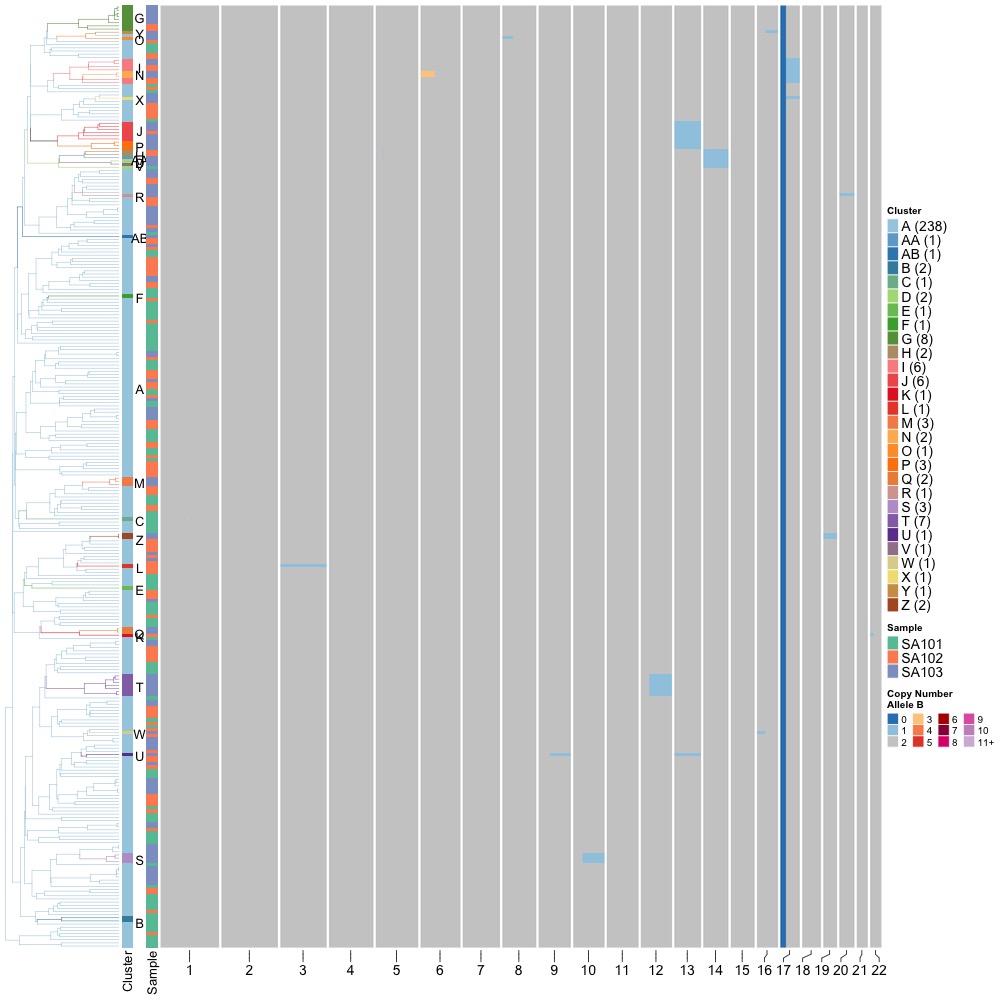 G
Y
O
I
N
X
J
P
H
V
R
AB
F
A
M
C
Z
L
E
Q
K
T
W
U
S
B
Cluster
Sample
1 2 3 4 5 6 7 8 9 10 11 12 13 14 15 16 17 18 19 20 21 22
Cluster
A (238)
AA (1)
AB (1)
B (2)
C (1)
D (2)
E (1)
F (1)
G (8)
H (2)
I (6)
J (6)
K (1)
L (1)
M (3)
N (2)
O (1)
P (3)
Q (2)
R (1)
S (3)
T (7)
U (1)
V (1)
W (1)
X (1)
Y (1)
Z (2)
Sample
SA101
SA102
SA103
Copy Number
Allele B
0 3 6 9
1 4 7 10
2 5 8 11+